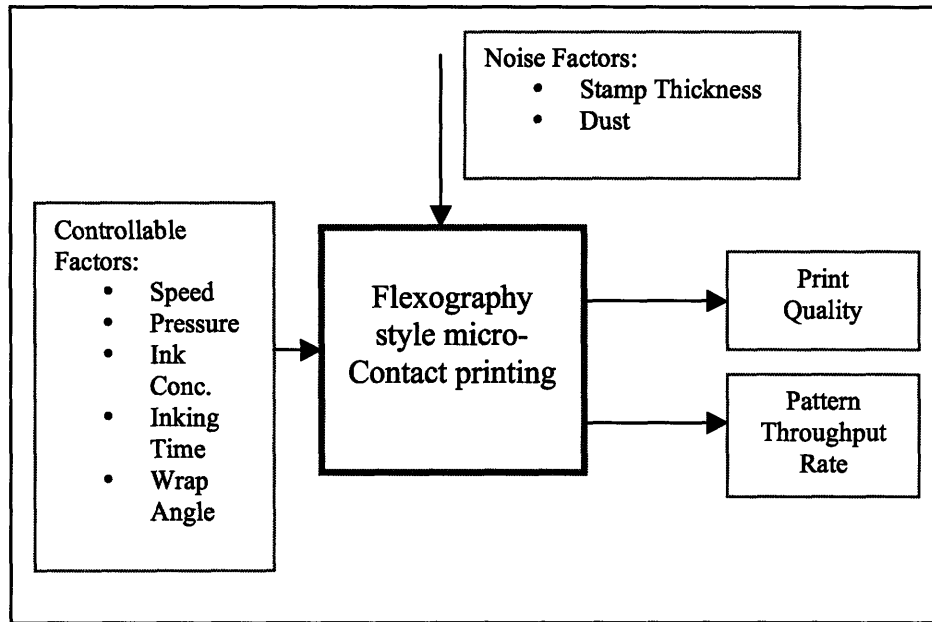 Noise Factors:
• Stamp Thickness
• Dust
Controllable
Factors:
• Speed
• Pressure
• Ink
Conc.
• Inking
Time
• Wrap
Angle
Flexography
style micro-
Contact printing
Print
Quality
Pattern
Throughput
Rate